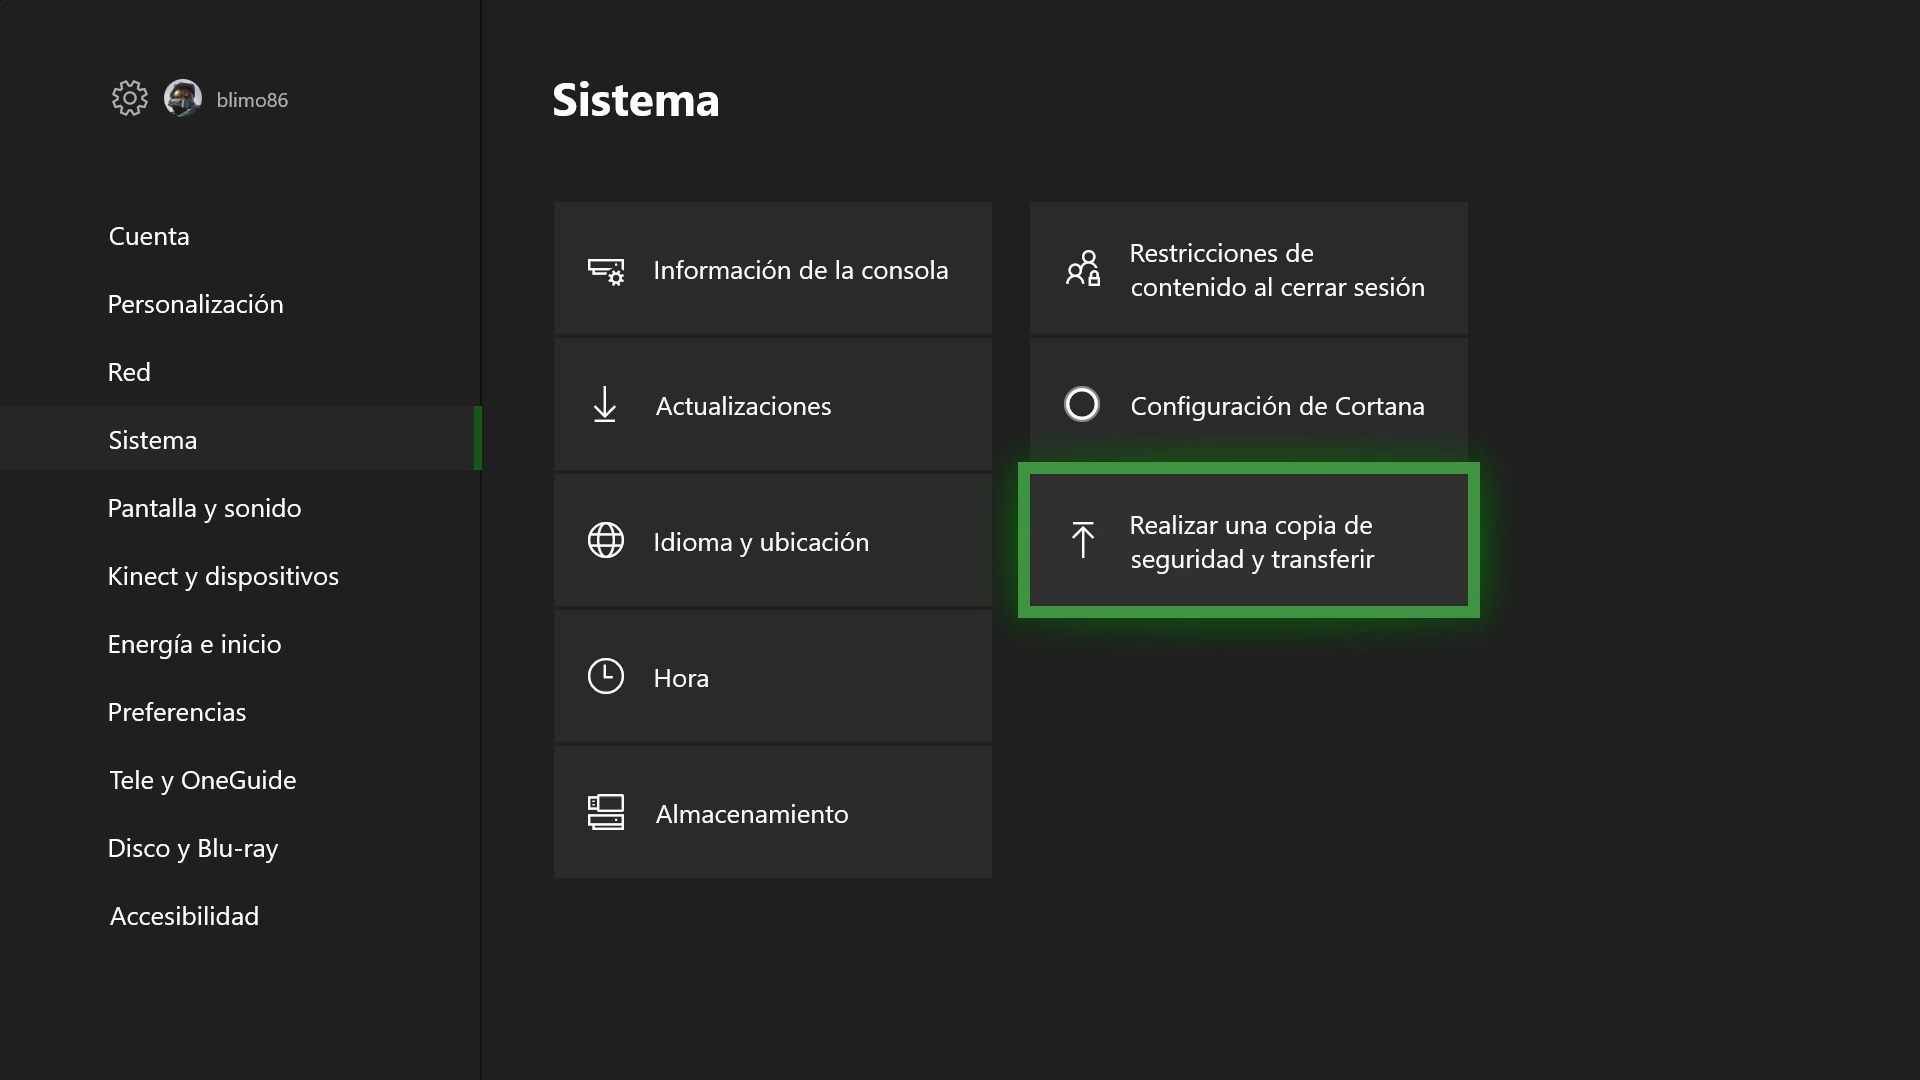 blimo86
Cuenta
Personalización
Red
Sistema
Pantalla y sonido
Kinect y dispositivos
Energía e inicio
Preferencias
Tele y OneGuide
Disco y Blu-ray
Accesibilidad
Sistema
Información de la consola
Actualizaciones
Idioma y ubicación
Hora
Almacenamiento
Restricciones de
contenido al cerrar sesión
Configuración de Cortana
Realizar una copia de
seguridad y transferir